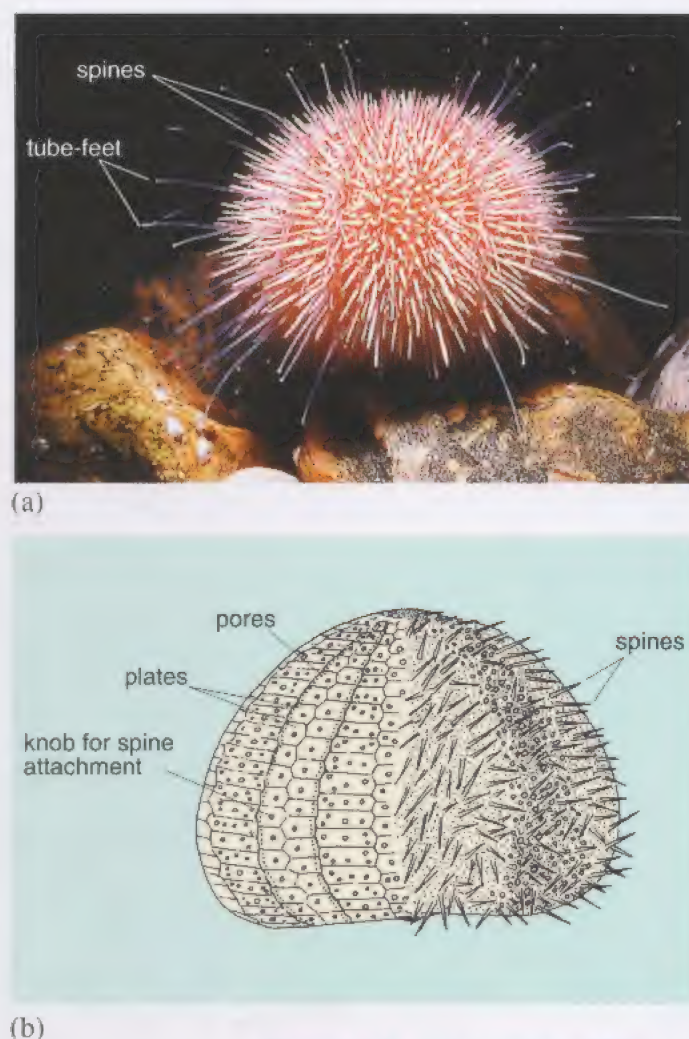 spines
tube-feet
(a)
pores
plates
knob for spine
attachment
spines
(b)